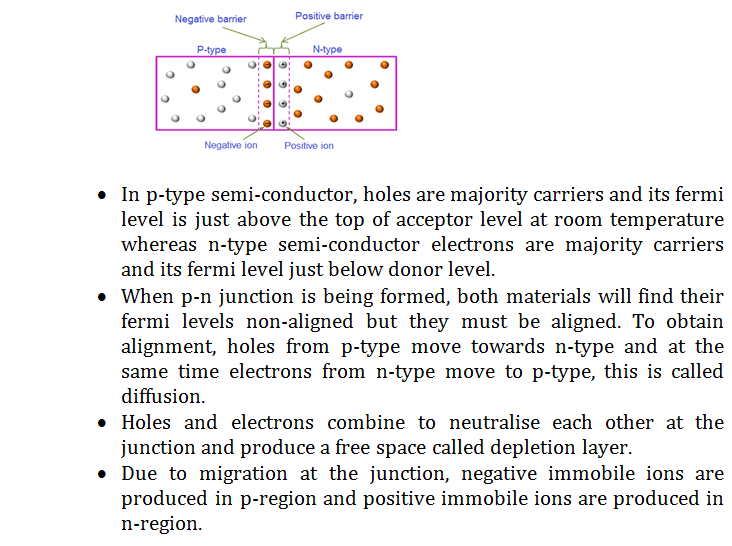 Negative barrier
Positive barrier
P-type
N-type
Negative ion
Positive ion
• In p-type semi-conductor, holes are majority carriers and its fermi
level is just above the top of acceptor level at room temperature
whereas n-type semi-conductor electrons are majority carriers
and its fermi level just below donor level.
• When p-n junction is being formed, both materials will find their
fermi levels non-aligned but they must be aligned. To obtain
alignment, holes from p-type move towards n-type and at the
same time electrons from n-type move to p-type, this is called
diffusion.
• Holes and electrons combine to neutralise each other at the
junction and produce a free space called depletion layer.
• Due to migration at the junction, negative immobile ions are
produced in p-region and positive immobile ions are produced in
n-region.